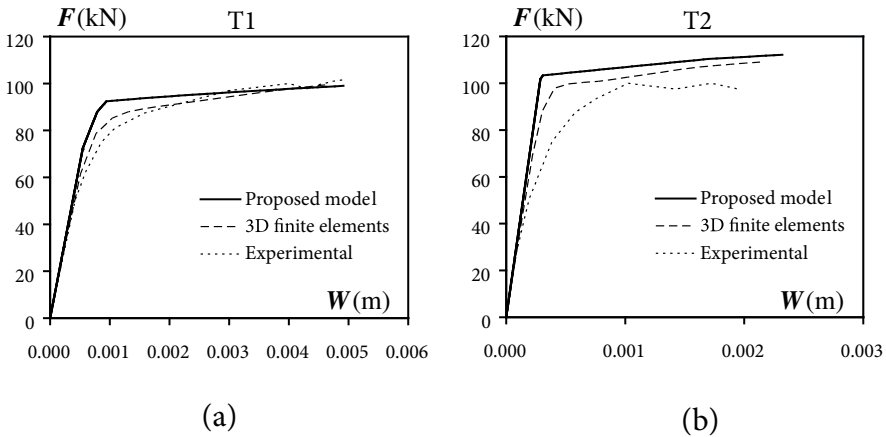 F(kN)
T1
120
100
80
60
40
20
0
Proposed model
3D finite elements
Experimental
W(m)
0.000 0.001 0.002 0.003 0.004 0.005 0.006
(a)
F(kN)
T2
120
100
80
60
40
20
0
Proposed model
3D finite elements
Experimental
W(m)
0.000 0.001 0.002 0.003
(b)